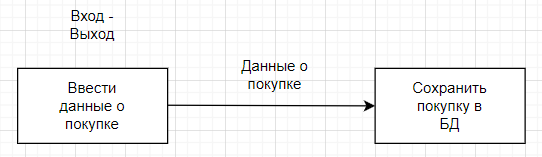 Вход -
Выход
Данные о
покупке
Ввести
данные о
покупке
Сохранить
покупку в
БД